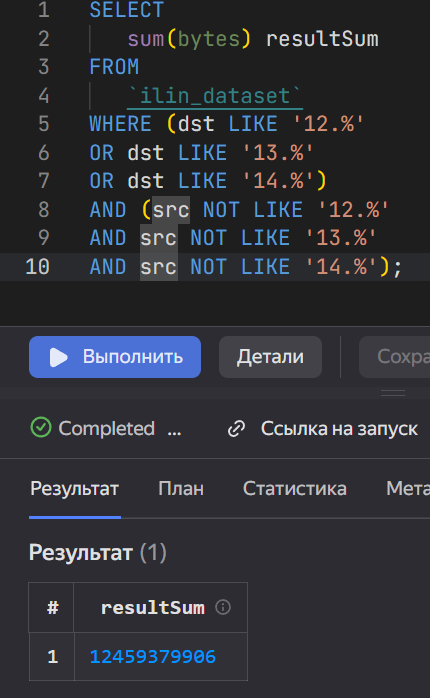 1 SELECT
2 sum(bytes) resultSum
3 FROM
4 `ilin_dataset`
5 WHERE (dst LIKE '12.%'
6 OR dst LIKE '13.%'
7 OR dst LIKE '14.%')
8 AND (src NOT LIKE '12.%'
9 AND src NOT LIKE '13.%'
10 AND src NOT LIKE '14.%');
Выполнить Детали Сохра
Completed ... Ссылка на запуск
Результат План Статистика Мета
Результат (1)
# resultSum
1 12459379906